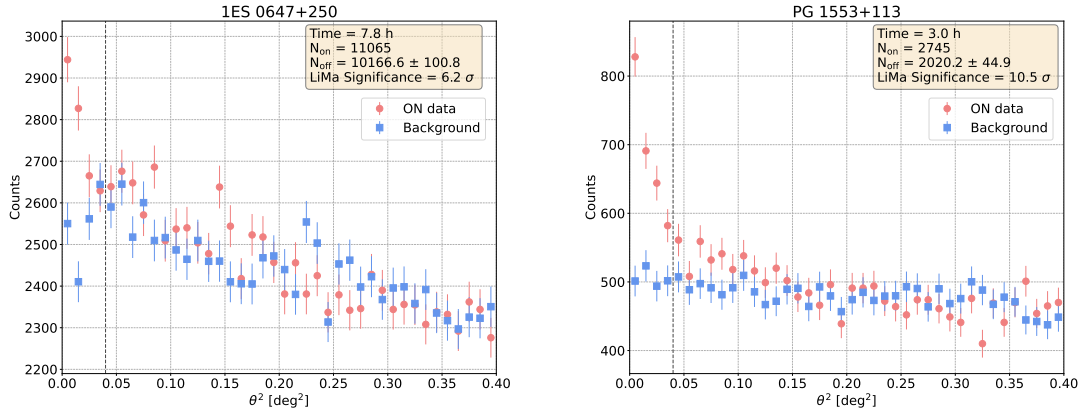 1ES 0647+250
Time = 7.8 h
N_on = 11065
N_off = 10166.6 ± 100.8
LiMa Significance = 6.2 σ
ON data
Background
Counts
3000
2900
2800
2700
2600
2500
2400
2300
2200
0.00 0.05 0.10 0.15 0.20 0.25 0.30 0.35 0.40
θ² [deg²]
PG 1553+113
Time = 3.0 h
N_on = 2745
N_off = 2020.2 ± 44.9
LiMa Significance = 10.5 σ
ON data
Background
Counts
800
700
600
500
400
0.00 0.05 0.10 0.15 0.20 0.25 0.30 0.35 0.40
θ² [deg²]